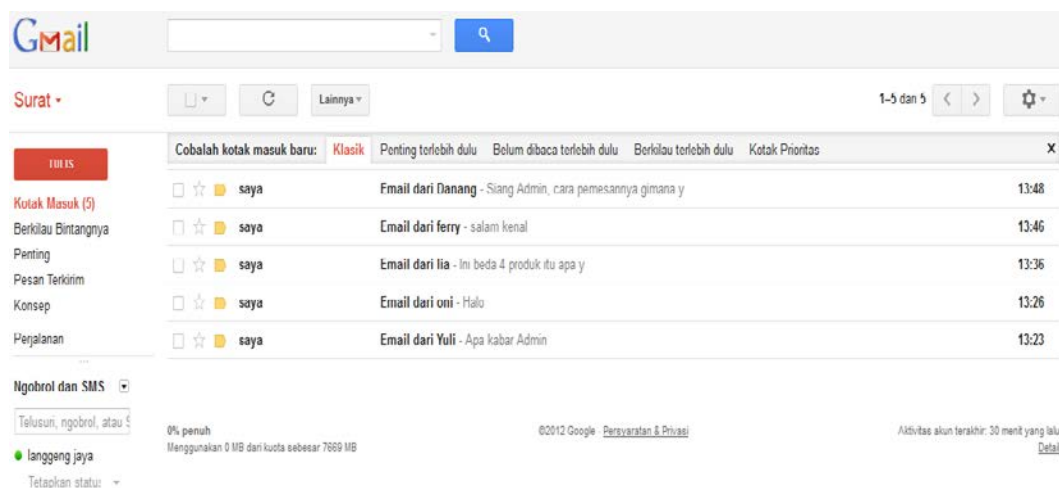 Gmail
Surat
Lainnya
1–5 dari 5
Cobalah kotak masuk baru: Klasik Penting terlebih dulu Belum dibaca terlebih dulu Berkilau terlebih dulu Kotak Prioritas x
TULIS
Kotak Masuk (5)
Berkilau Bintangnya
Penting
Pesan Terkirim
Konsep
Perjalanan
saya Email dari Danang - Siang Admin, cara pemesannya gimana y 13:48
saya Email dari ferry - salam kenal 13:46
saya Email dari lia - Ini beda 4 produk itu apa y 13:36
saya Email dari oni - Halo 13:26
saya Email dari Yuli - Apa kabar Admin 13:23
Ngobrol dan SMS
Telusuri, ngobrol, atau S
langgeng jaya
Tetapkan status
0% penuh
Menggunakan 0 MB dari kuota sebesar 7669 MB
©2012 Google - Persyaratan & Privasi
Aktivitas akun terakhir: 30 menit yang lalu
Detail